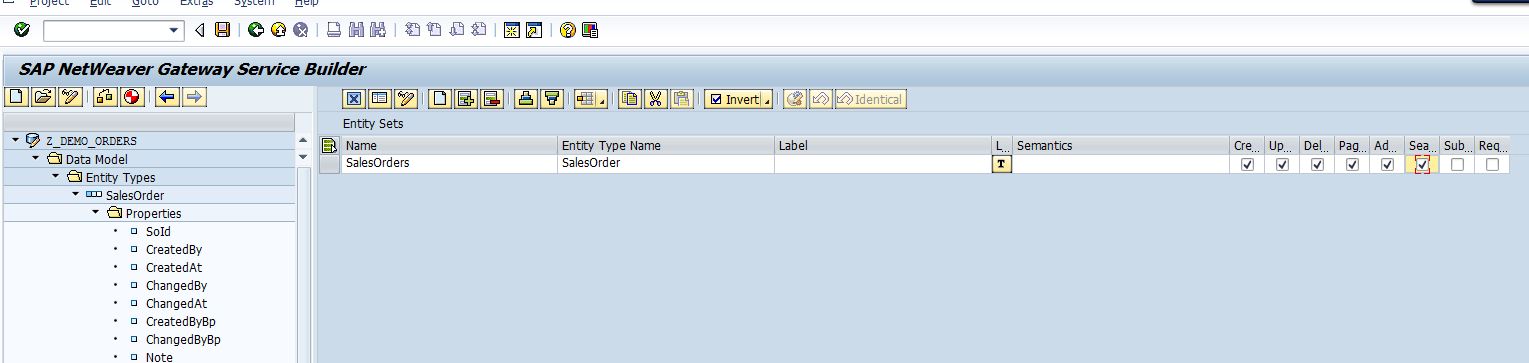 Project Edit Goto Extras System Help
SAP NetWeaver Gateway Service Builder
Invert
Identical
Entity Sets
Name Entity Type Name Label L... Semantics Cre... Up... Del... Pag... Ad... Sea... Sub... Req...
SalesOrders SalesOrder T
Z_DEMO_ORDERS
Data Model
Entity Types
SalesOrder
Properties
SoId
CreatedBy
CreatedAt
ChangedBy
ChangedAt
CreatedByBp
ChangedByBp
Note